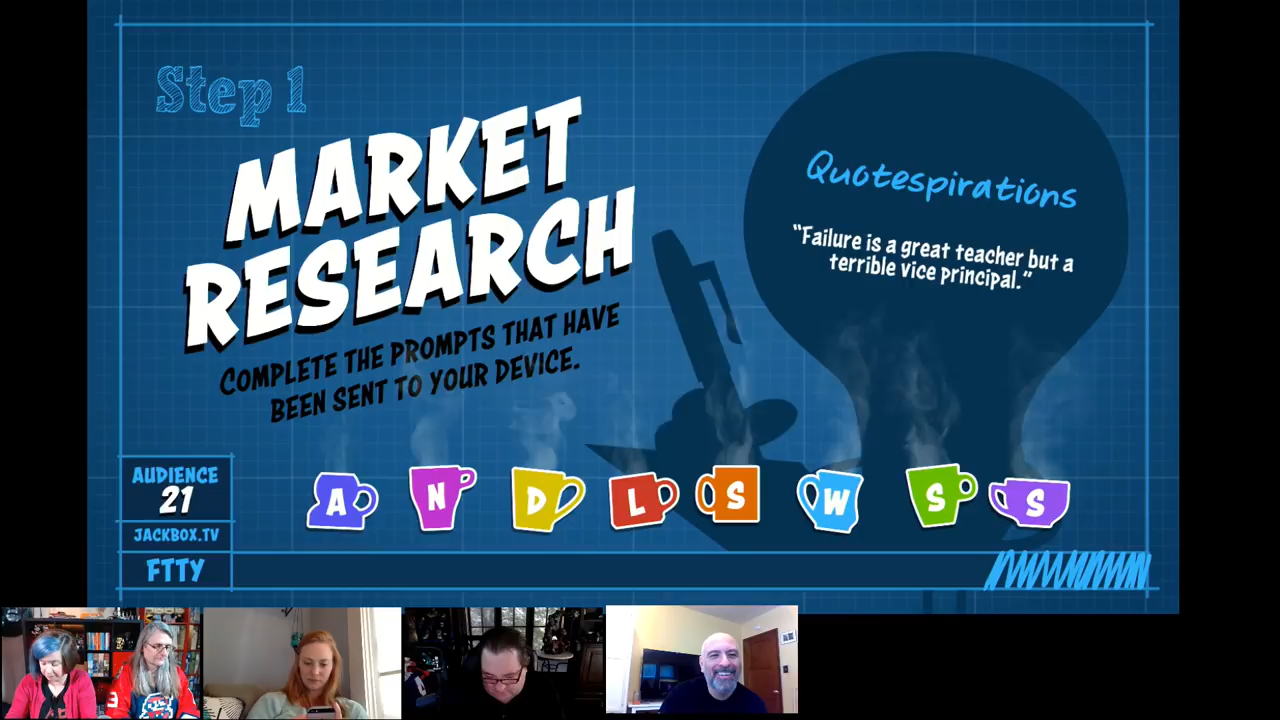 Step 1
MARKET
RESEARCH
COMPLETE THE PROMPTS THAT HAVE
BEEN SENT TO YOUR DEVICE.
Quotespirations
"Failure is a great teacher but a
terrible vice principal."
AUDIENCE
21
JACKBOX.TV
FTTY
A N D L S W S S
3